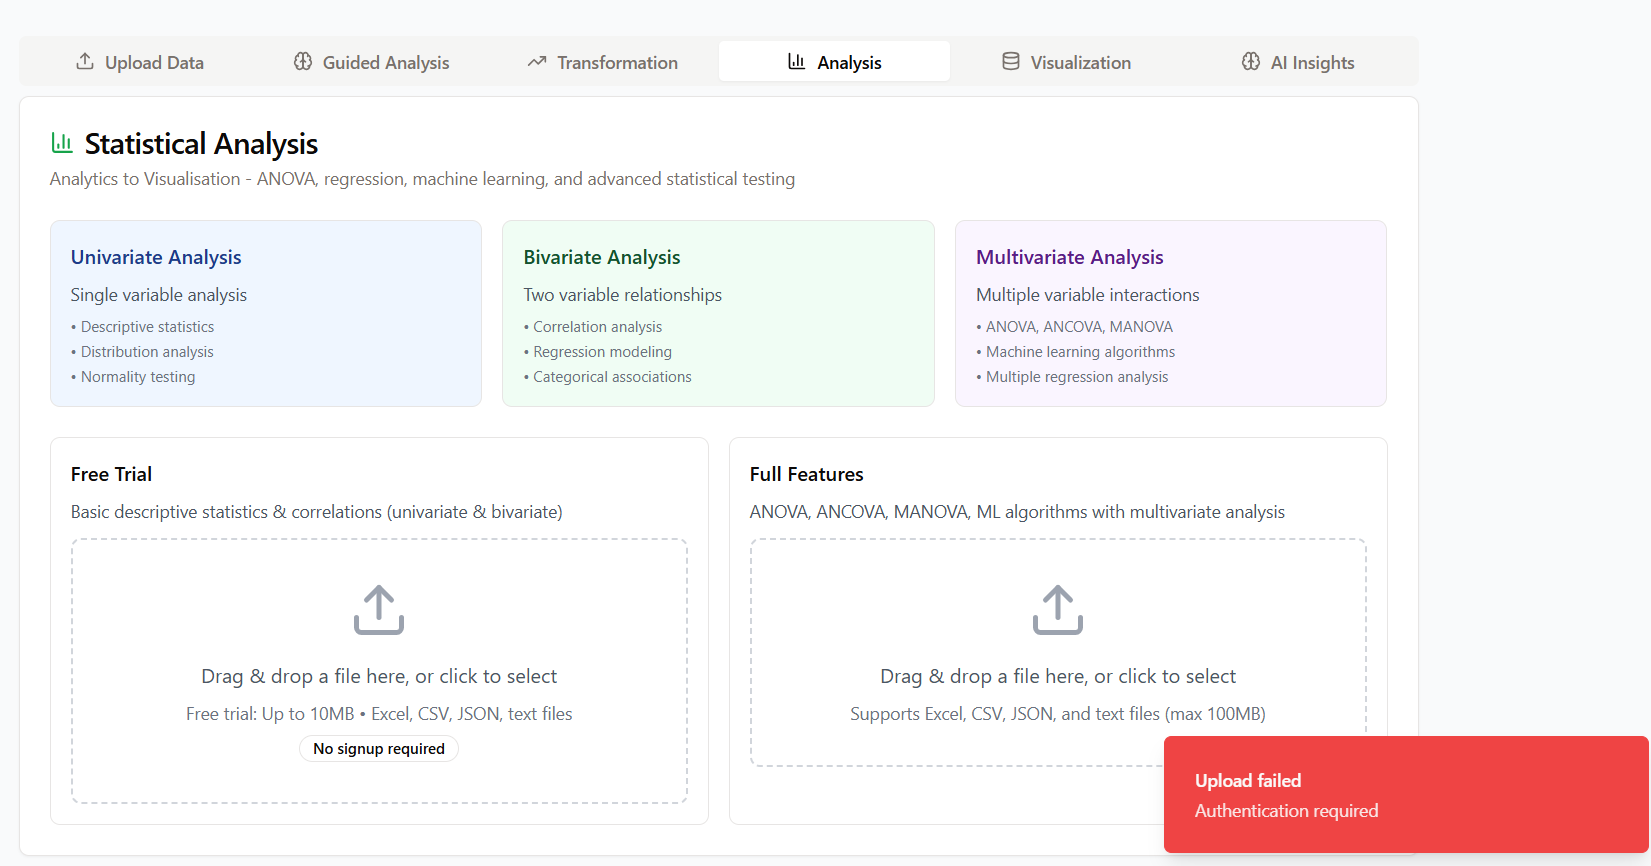 Upload Data
Guided Analysis
Transformation
Analysis
Visualization
AI Insights
Statistical Analysis
Analytics to Visualisation - ANOVA, regression, machine learning, and advanced statistical testing
Univariate Analysis
Single variable analysis
• Descriptive statistics
• Distribution analysis
• Normality testing
Bivariate Analysis
Two variable relationships
• Correlation analysis
• Regression modeling
• Categorical associations
Multivariate Analysis
Multiple variable interactions
• ANOVA, ANCOVA, MANOVA
• Machine learning algorithms
• Multiple regression analysis
Free Trial
Basic descriptive statistics & correlations (univariate & bivariate)
Drag & drop a file here, or click to select
Free trial: Up to 10MB • Excel, CSV, JSON, text files
No signup required
Full Features
ANOVA, ANCOVA, MANOVA, ML algorithms with multivariate analysis
Drag & drop a file here, or click to select
Supports Excel, CSV, JSON, and text files (max 100MB)
Upload failed
Authentication required